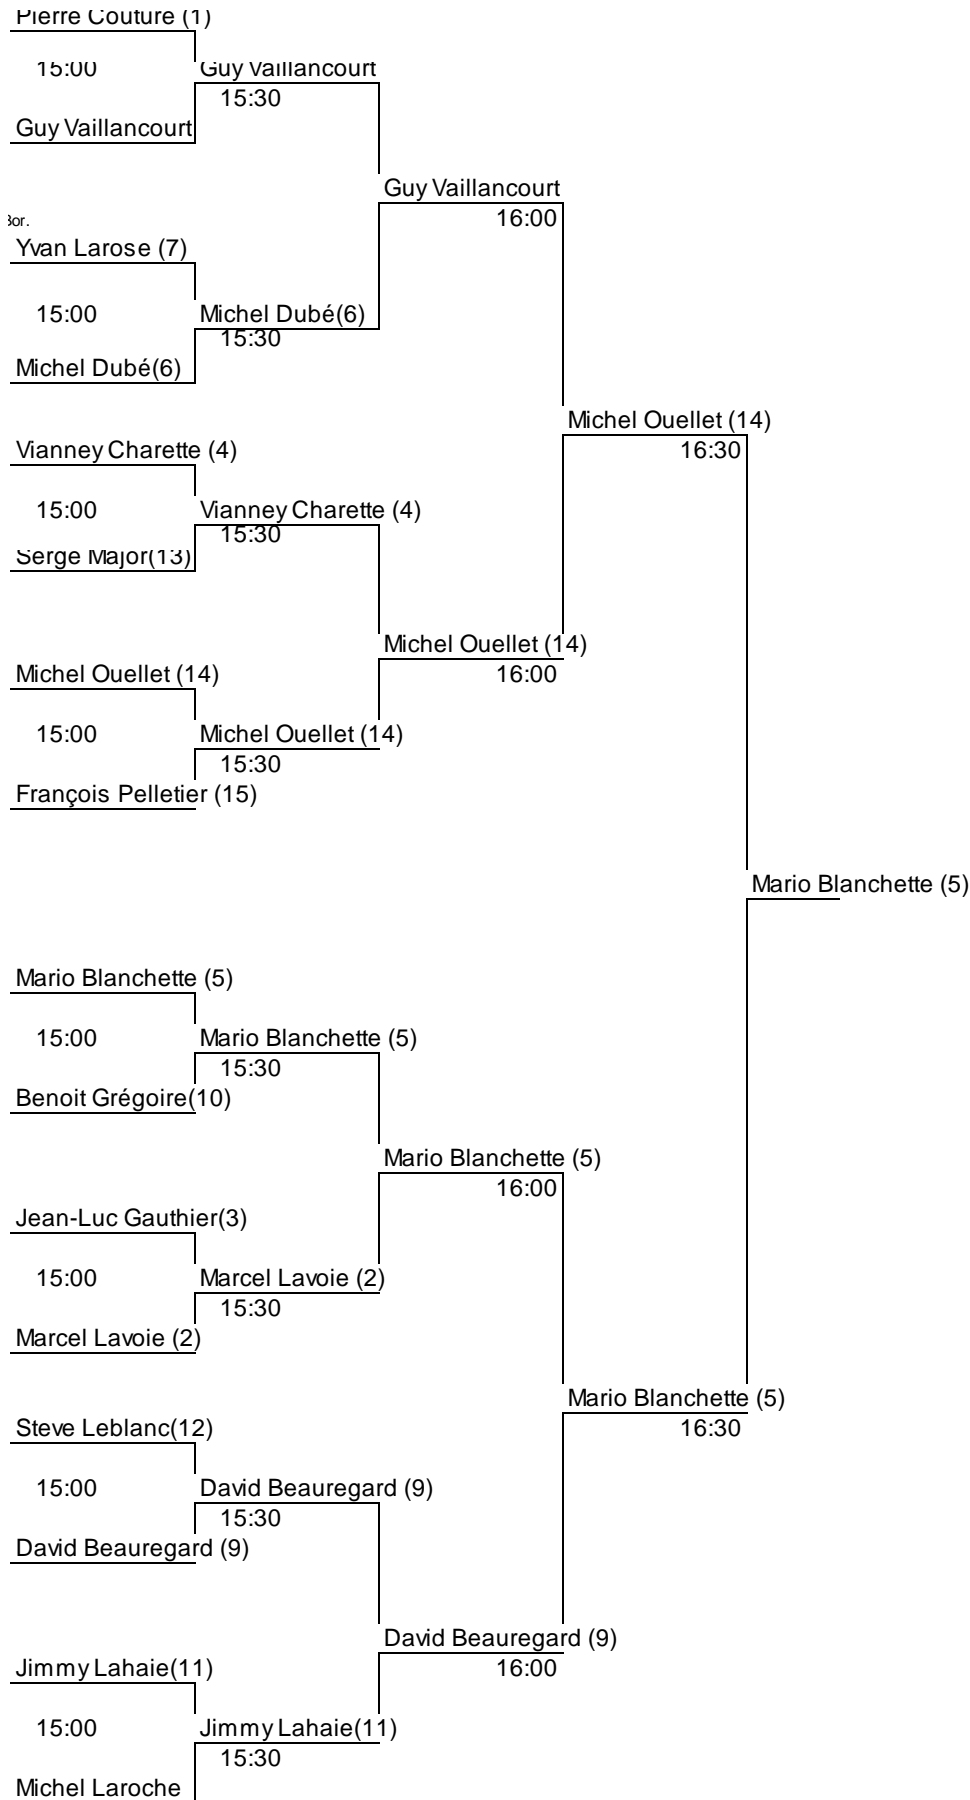 Pierre Couture (1)
15:00
Guy Vaillancourt
15:30
Guy Vaillancourt
Guy Vaillancourt
16:00
Bor.
Yvan Larose (7)
15:00
Michel Dubé(6)
15:30
Michel Dubé(6)
Michel Ouellet (14)
16:30
Vianney Charette (4)
15:00
Vianney Charette (4)
15:30
Serge Major(13)
Michel Ouellet (14)
16:00
Michel Ouellet (14)
15:00
Michel Ouellet (14)
15:30
François Pelletier (15)
Mario Blanchette (5)
Mario Blanchette (5)
15:00
Mario Blanchette (5)
15:30
Benoit Grégoire(10)
Mario Blanchette (5)
16:00
Jean-Luc Gauthier(3)
15:00
Marcel Lavoie (2)
15:30
Marcel Lavoie (2)
Mario Blanchette (5)
16:30
Steve Leblanc(12)
15:00
David Beauregard (9)
15:30
David Beauregard (9)
David Beauregard (9)
16:00
Jimmy Lahaie(11)
15:00
Jimmy Lahaie(11)
15:30
Michel Laroche